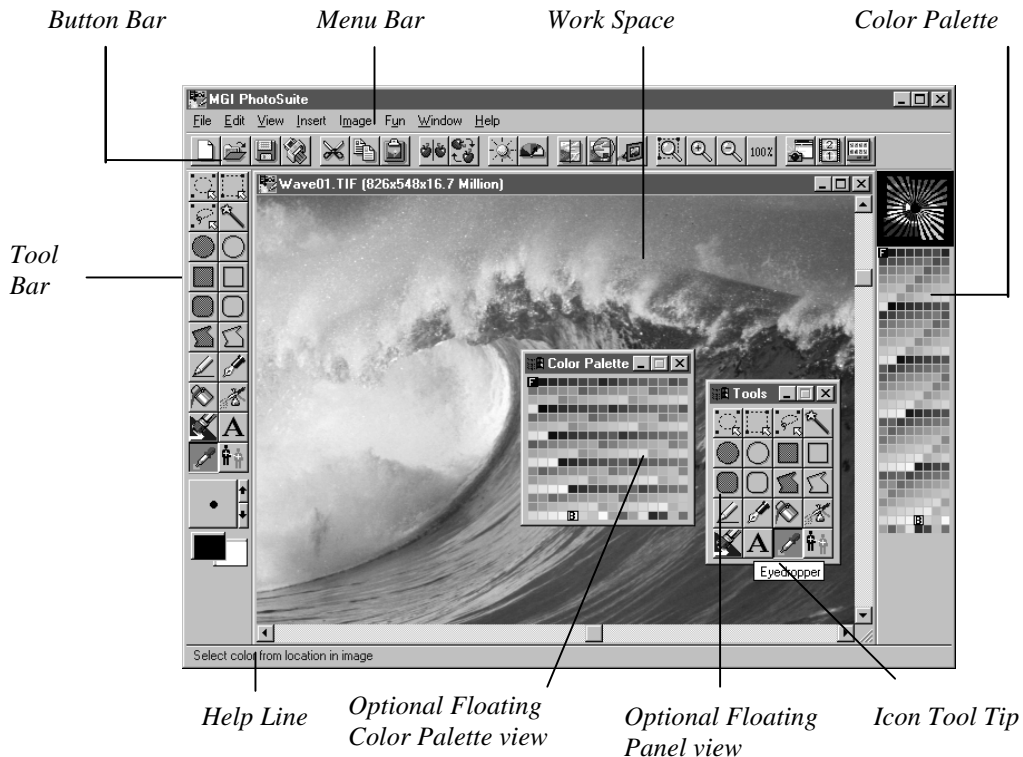 Button Bar
Menu Bar
Work Space
Color Palette
MGI PhotoSuite
File Edit View Insert Image Fun Window Help
100%
Wave01.TIF (826x548x16.7 Million)
Tool
Bar
F
Color Palette
F
B
Tools
A
A
Eyedropper
B
Select color from location in image
Help Line
Optional Floating
Color Palette view
Optional Floating
Panel view
Icon Tool Tip